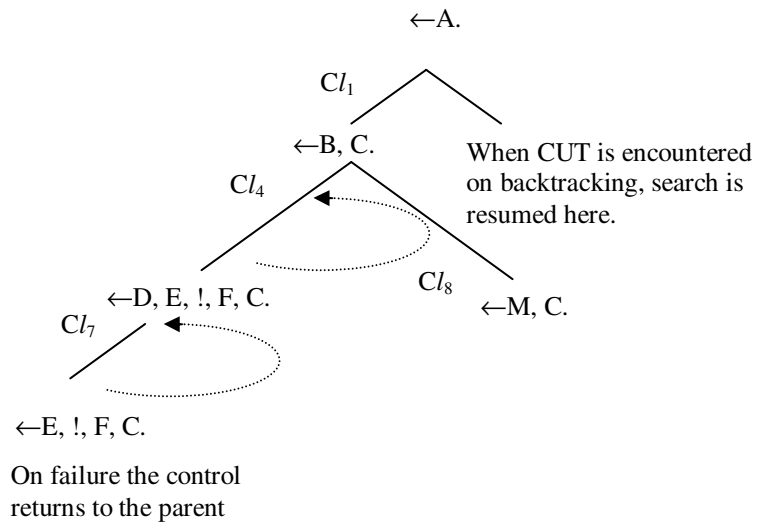 ←A.
Cl₁
←B, C.
When CUT is encountered
on backtracking, search is
resumed here.
Cl₄
Cl₈
←D, E, !, F, C.
←M, C.
Cl₇
←E, !, F, C.
On failure the control
returns to the parent